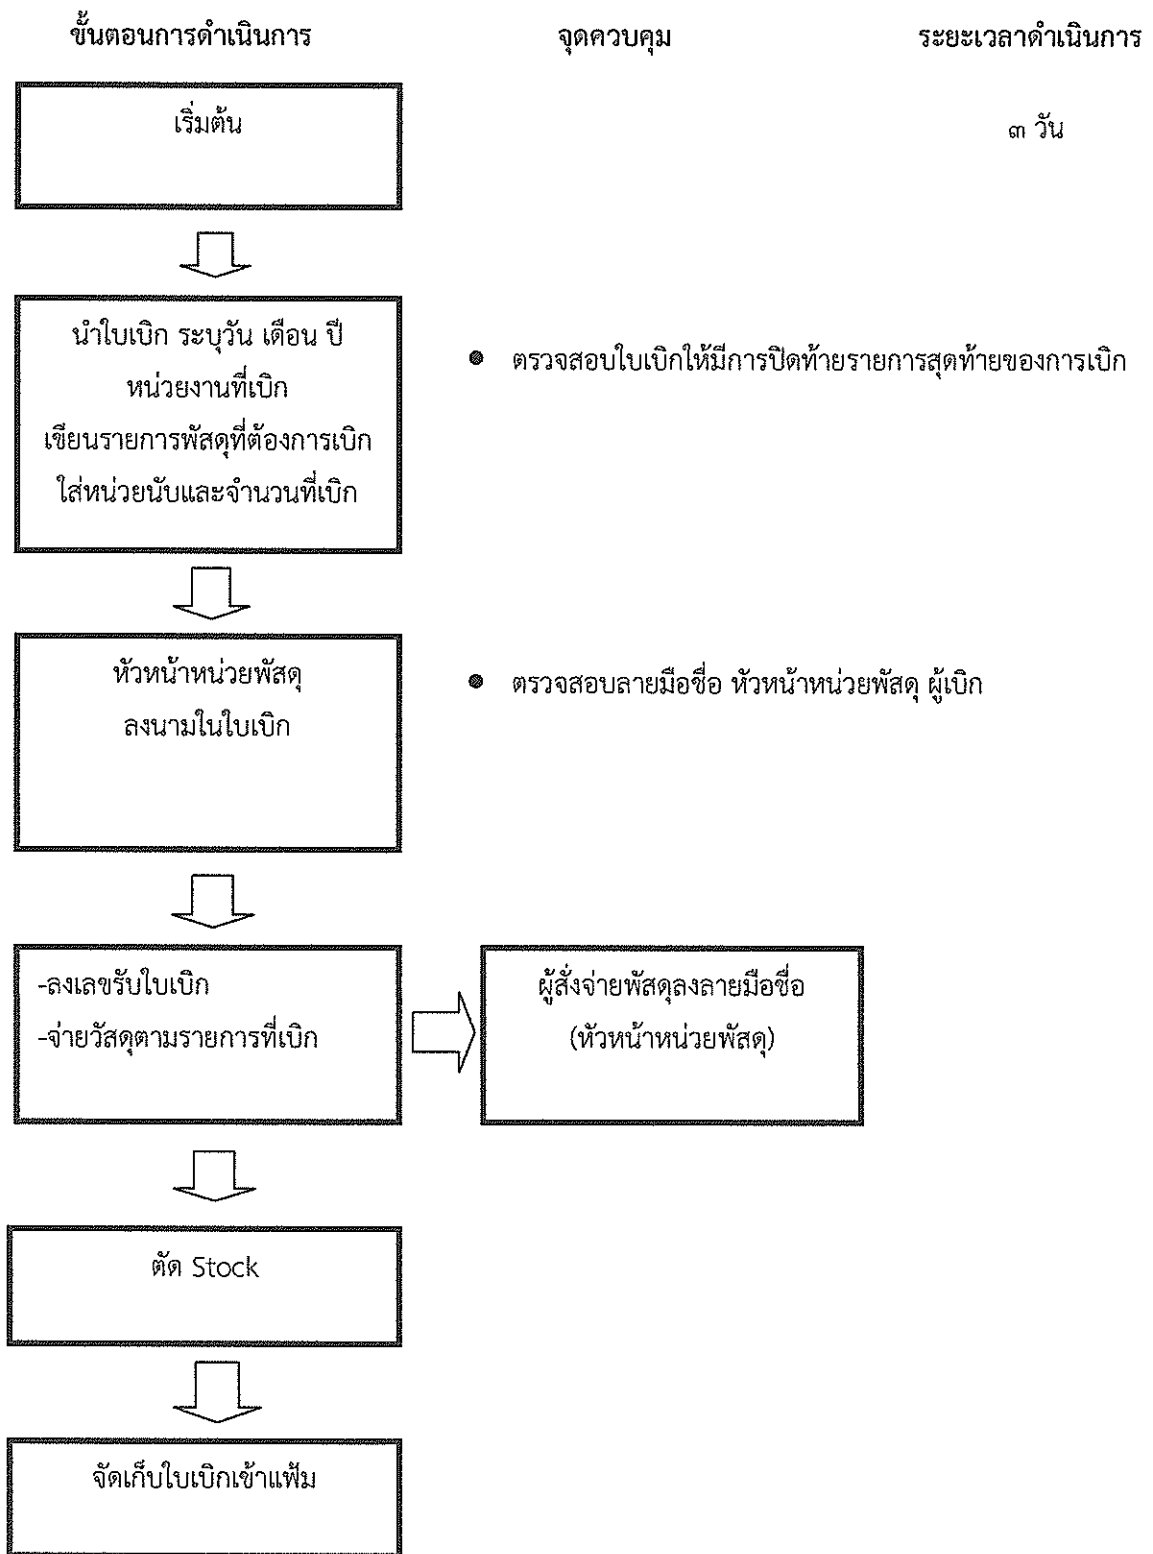 ขั้นตอนการดำเนินการ จุดควบคุม ระยะเวลาดำเนินการ
เริ่มต้น
๓ วัน
นำใบเบิก ระบุวัน เดือน ปี
หน่วยงานที่เบิก
เขียนรายการพัสดุที่ต้องการเบิก
ใส่หน่วยนับและจำนวนที่เบิก
● ตรวจสอบใบเบิกให้มีการปิดท้ายรายการสุดท้ายของการเบิก
หัวหน้าหน่วยพัสดุ
ลงนามในใบเบิก
● ตรวจสอบลายมือชื่อ หัวหน้าหน่วยพัสดุ ผู้เบิก
-ลงเลขรับใบเบิก
-จ่ายวัสดุตามรายการที่เบิก
ผู้สั่งจ่ายพัสดุลงลายมือชื่อ
(หัวหน้าหน่วยพัสดุ)
ตัด Stock
จัดเก็บใบเบิกเข้าแฟ้ม